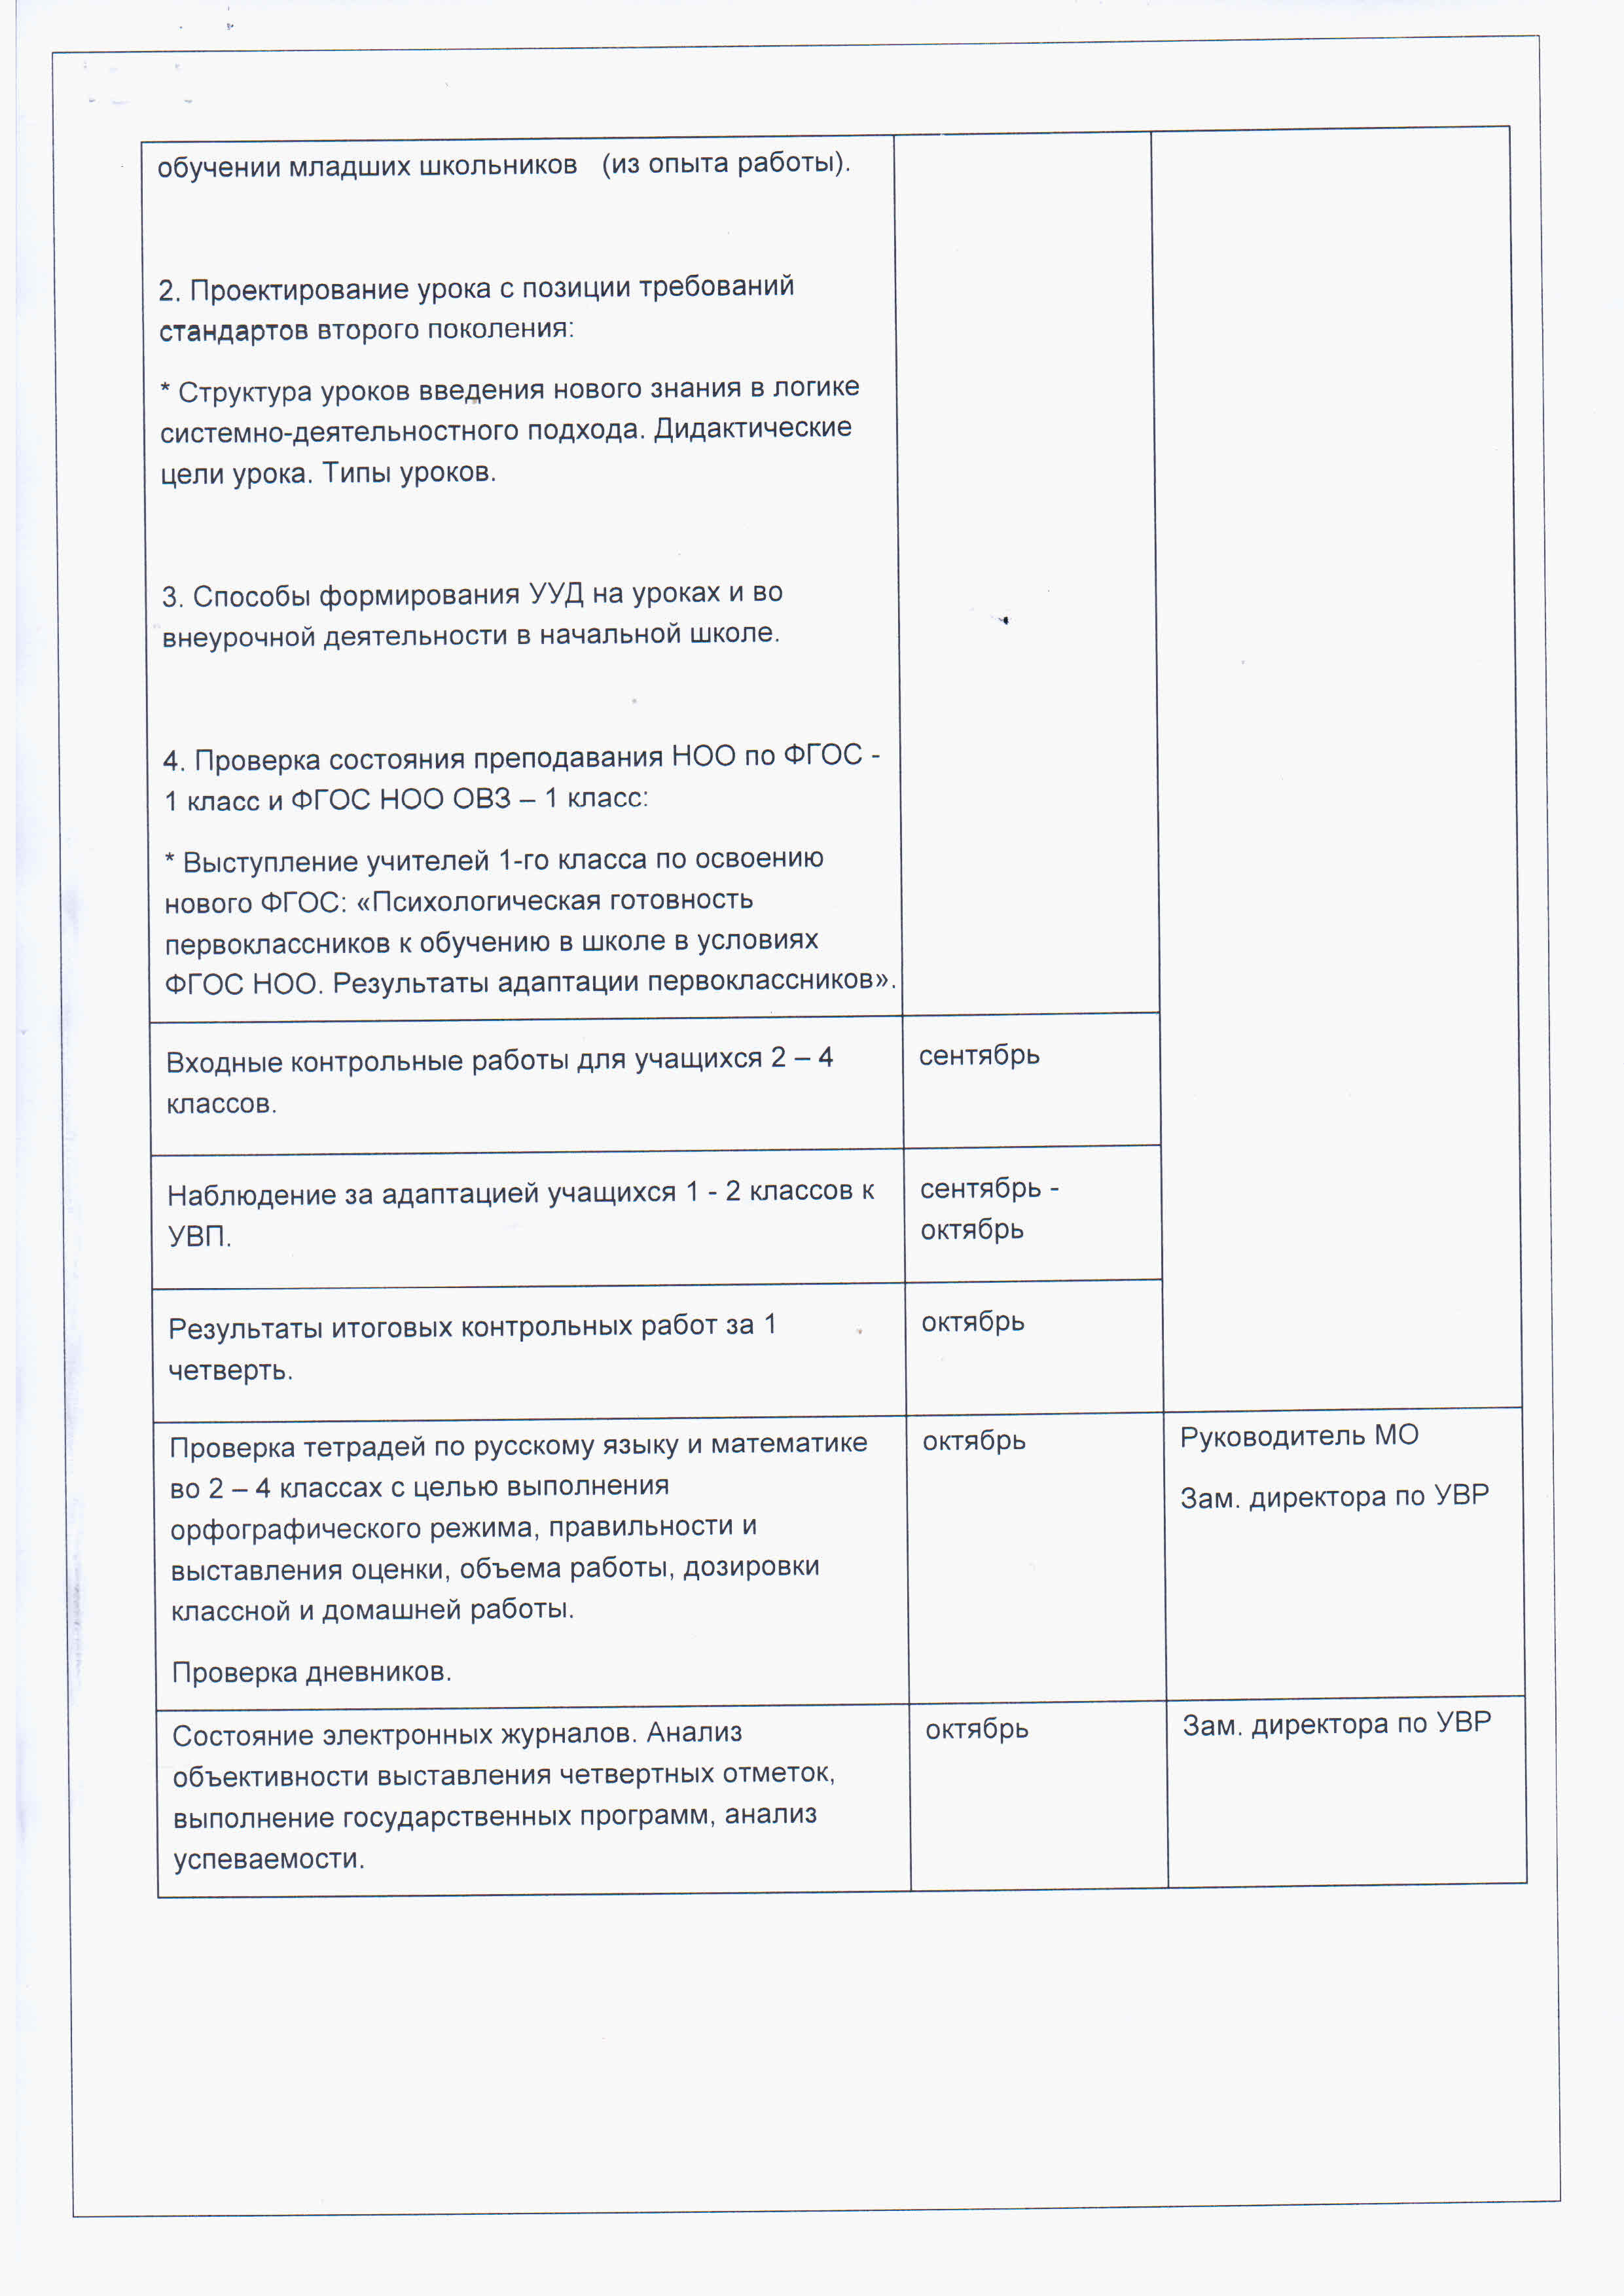 обучении младших школьников (из опыта работы).
2. Проектирование урока с позиции требований
стандартов второго поколения:
* Структура уроков введения нового знания в логике
системно-деятельностного подхода. Дидактические
цели урока. Типы уроков.
3. Способы формирования УУД на уроках и во
внеурочной деятельности в начальной школе.
4. Проверка состояния преподавания НОО по ФГОС -
1 класс и ФГОС НОО ОВЗ – 1 класс:
* Выступление учителей 1-го класса по освоению
нового ФГОС: «Психологическая готовность
первоклассников к обучению в школе в условиях
ФГОС НОО. Результаты адаптации первоклассников».
Входные контрольные работы для учащихся 2 – 4
классов.
сентябрь
Наблюдение за адаптацией учащихся 1 - 2 классов к
УВП.
сентябрь -
октябрь
Результаты итоговых контрольных работ за 1
четверть.
октябрь
Проверка тетрадей по русскому языку и математике
во 2 – 4 классах с целью выполнения
орфографического режима, правильности и
выставления оценки, объема работы, дозировки
классной и домашней работы.
Проверка дневников.
октябрь
Руководитель МО
Зам. директора по УВР
Состояние электронных журналов. Анализ
объективности выставления четвертных отметок,
выполнение государственных программ, анализ
успеваемости.
октябрь
Зам. директора по УВР